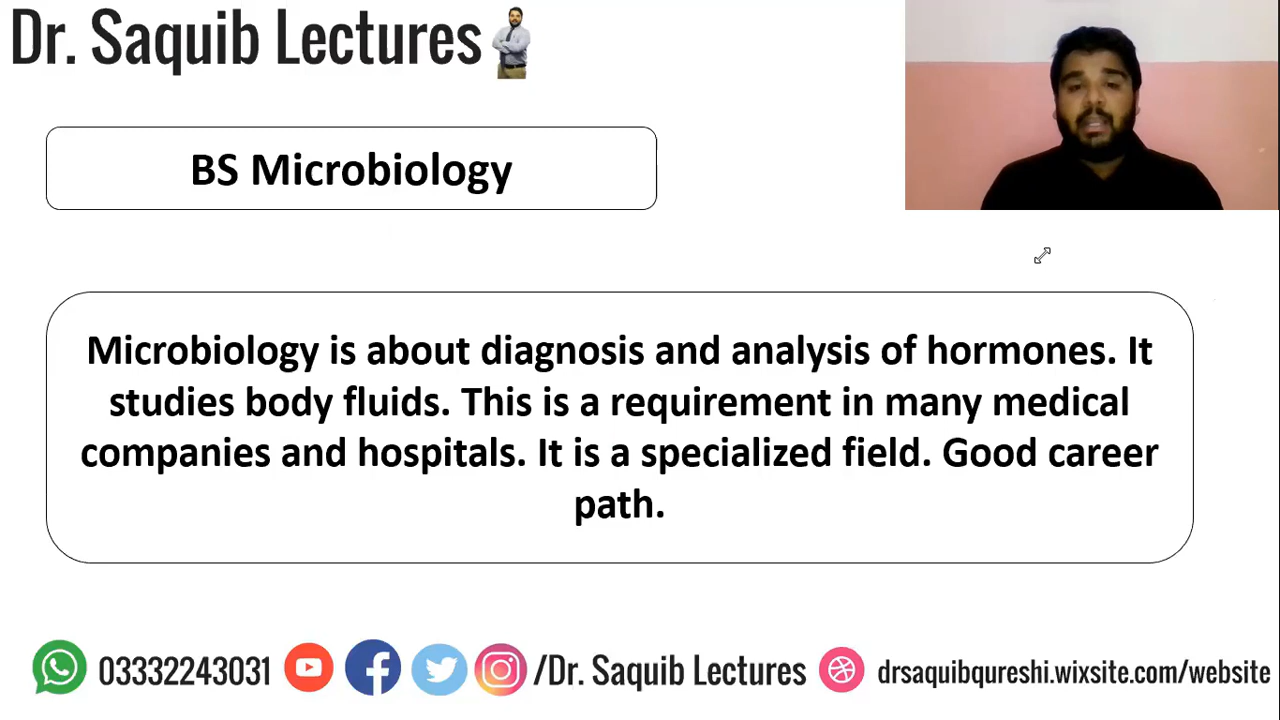 Dr. Saquib Lectures
BS Microbiology
Microbiology is about diagnosis and analysis of hormones. It
studies body fluids. This is a requirement in many medical
companies and hospitals. It is a specialized field. Good career
path.
03332243031 /Dr. Saquib Lectures drsaquibqureshi.wixsite.com/website